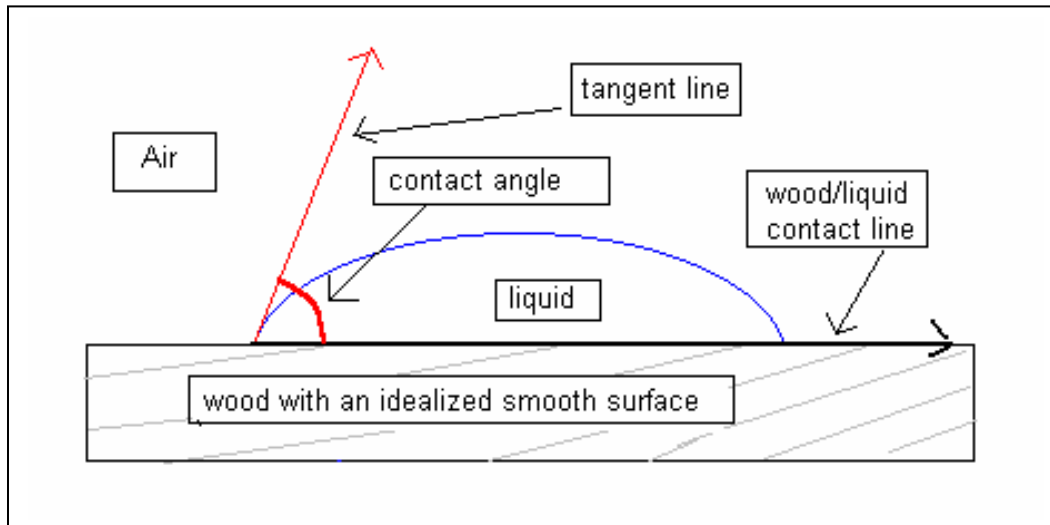 tangent line
Air
contact angle
wood/liquid
contact line
liquid
wood with an idealized smooth surface